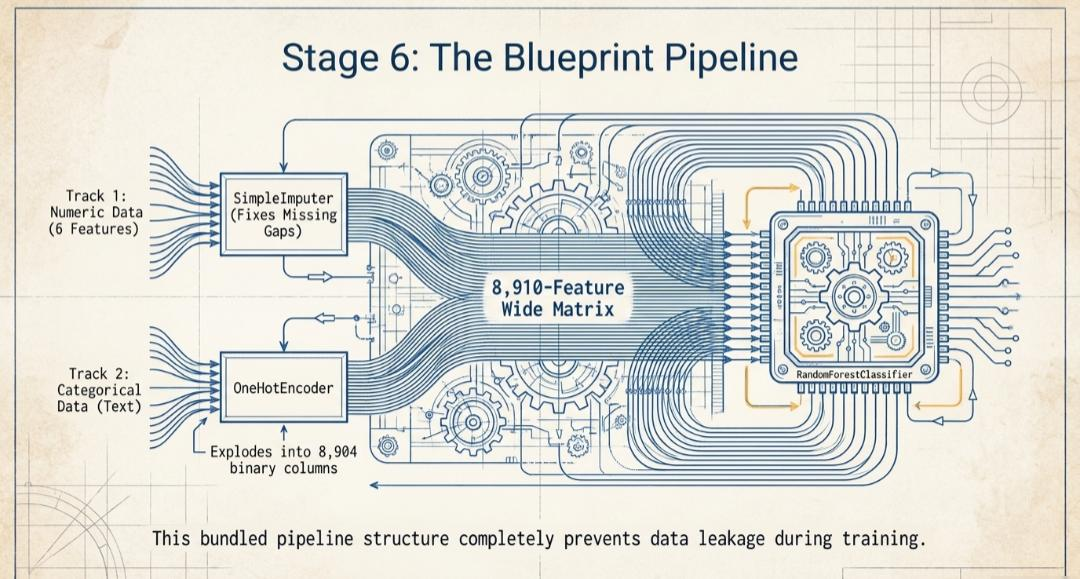 Stage 6: The Blueprint Pipeline
Track 1:
Numeric Data
(6 Features)
SimpleImputer
(Fixes Missing
Gaps)
8,910-Feature
Wide Matrix
RandomForestClassifier
Track 2:
Categorical
Data (Text)
OneHotEncoder
Explodes into 8,904
binary columns
This bundled pipeline structure completely prevents data leakage during training.